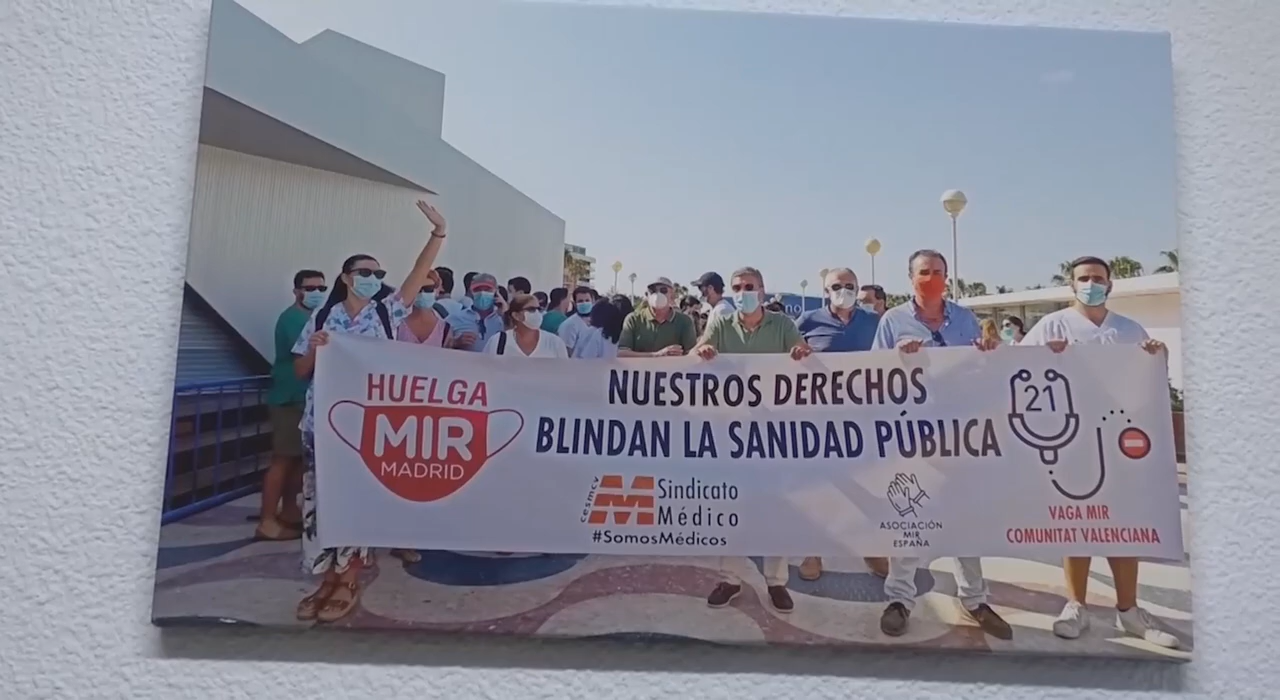 HUELGA
MIR
MADRID
NUESTROS DERECHOS
BLINDAN LA SANIDAD PÚBLICA
cesmcv
Sindicato
Médico
#SomosMédicos
ASOCIACIÓN
MIR
ESPAÑA
21
VAGA MIR
COMUNITAT VALENCIANA